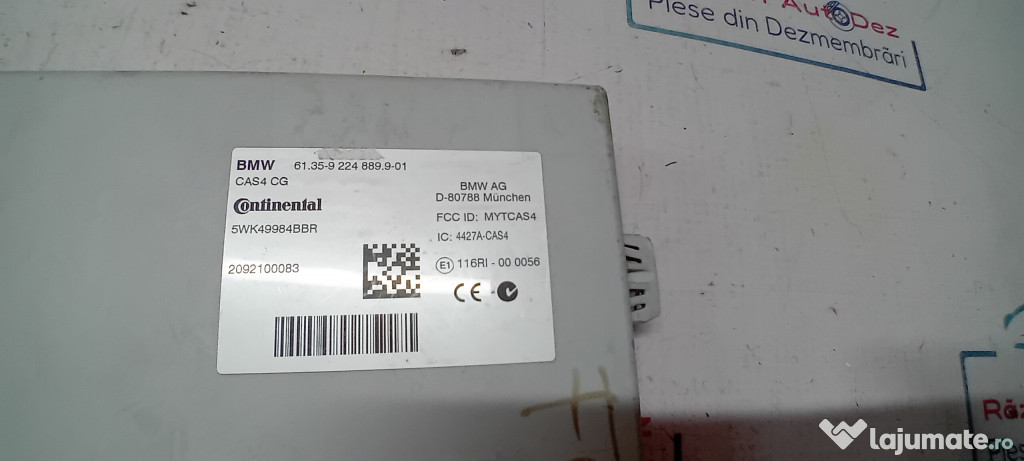 AutoDez
Piese din Dezmembrări
BMW 61.35-9 224 889.9-01
CAS4 CG
Continental
5WK49984BBR
2092100083
BMW AG
D-80788 München
FCC ID: MYTCAS4
IC: 4427A-CAS4
E1 116RI - 00 0056
CE
H
lajumate.ro